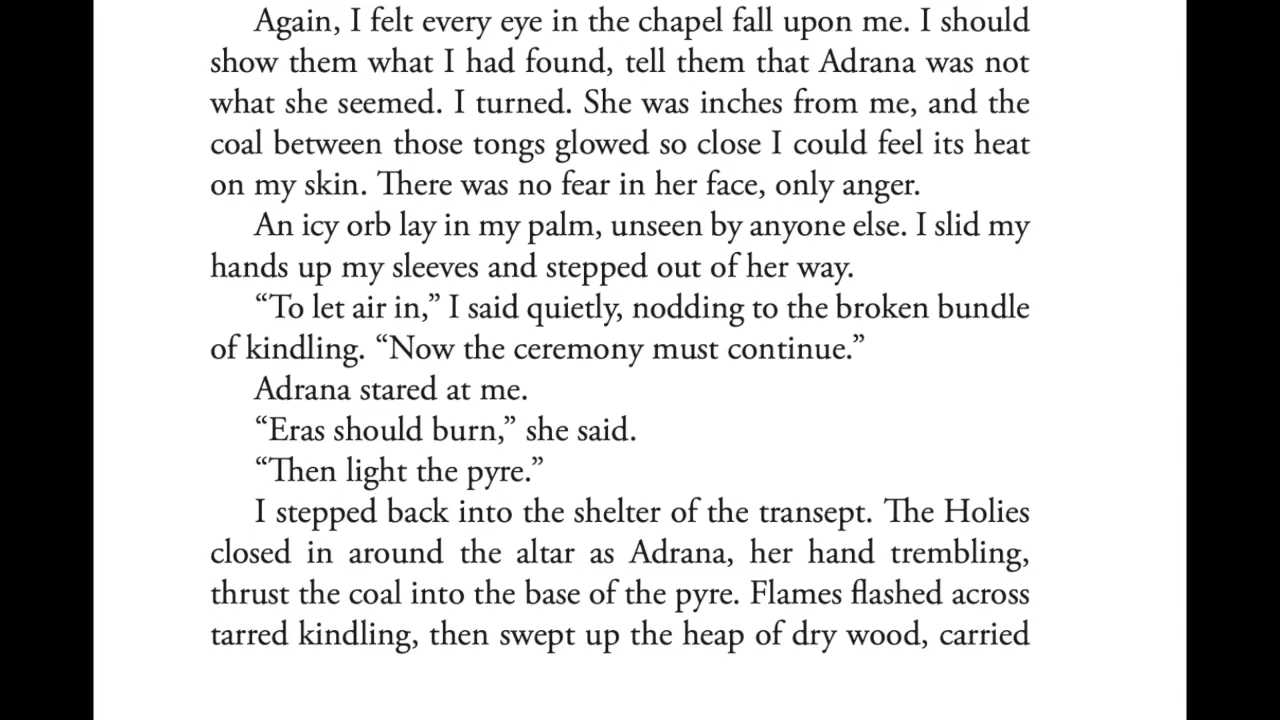 Again, I felt every eye in the chapel fall upon me. I should
show them what I had found, tell them that Adrana was not
what she seemed. I turned. She was inches from me, and the
coal between those tongs glowed so close I could feel its heat
on my skin. There was no fear in her face, only anger.
An icy orb lay in my palm, unseen by anyone else. I slid my
hands up my sleeves and stepped out of her way.
“To let air in,” I said quietly, nodding to the broken bundle
of kindling. “Now the ceremony must continue.”
Adrana stared at me.
“Eras should burn,” she said.
“Then light the pyre.”
I stepped back into the shelter of the transept. The Holies
closed in around the altar as Adrana, her hand trembling,
thrust the coal into the base of the pyre. Flames flashed across
tarred kindling, then swept up the heap of dry wood, carried